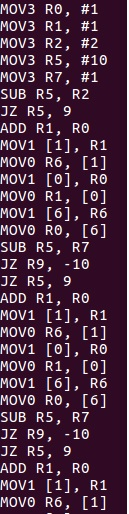 MOV3 R0, #1
MOV3 R1, #1
MOV3 R2, #2
MOV3 R5, #10
MOV3 R7, #1
SUB R5, R2
JZ R5, 9
ADD R1, R0
MOV1 [1], R1
MOV0 R6, [1]
MOV1 [0], R0
MOV0 R1, [0]
MOV1 [6], R6
MOV0 R0, [6]
SUB R5, R7
JZ R9, -10
JZ R5, 9
ADD R1, R0
MOV1 [1], R1
MOV0 R6, [1]
MOV1 [0], R0
MOV0 R1, [0]
MOV1 [6], R6
MOV0 R0, [6]
SUB R5, R7
JZ R9, -10
JZ R5, 9
ADD R1, R0
MOV1 [1], R1
MOV0 R6, [1]